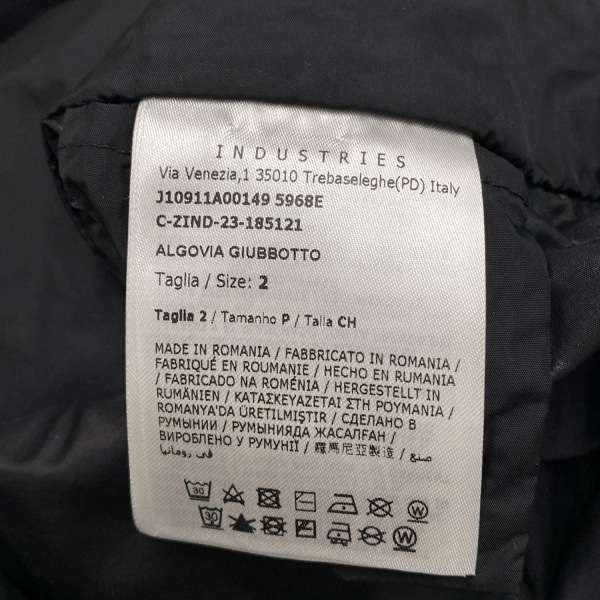 INDUSTRIES
Via Venezia,1 35010 Trebaseleghe(PD) Italy
J10911A00149 5968E
C-ZIND-23-185121
ALGOVIA GIUBBOTTO
Taglia / Size: 2
Taglia 2 / Tamanho P / Talla CH
MADE IN ROMANIA / FABBRICATO IN ROMANIA /
FABRIQUÉ EN ROUMANIE / HECHO EN RUMANIA
/ FABRICADO NA ROMÉNIA / HERGESTELLT IN
RUMÄNIEN / ΚΑΤΑΣΚΕΥΑΖΕΤΑΙ ΣΤΗ ΡΟΥΜΑΝΙΑ /
ROMANYA'DA ÜRETILMIŞTIR / СДЕЛАНО В
РУМЫНИИ / РУМЫНИЯДА ЖАСАЛҒАН /
ВИРОБЛЕНО У РУМУНІЇ / 羅馬尼亞製造 / صنع
في رومانيا
30
W
30
W